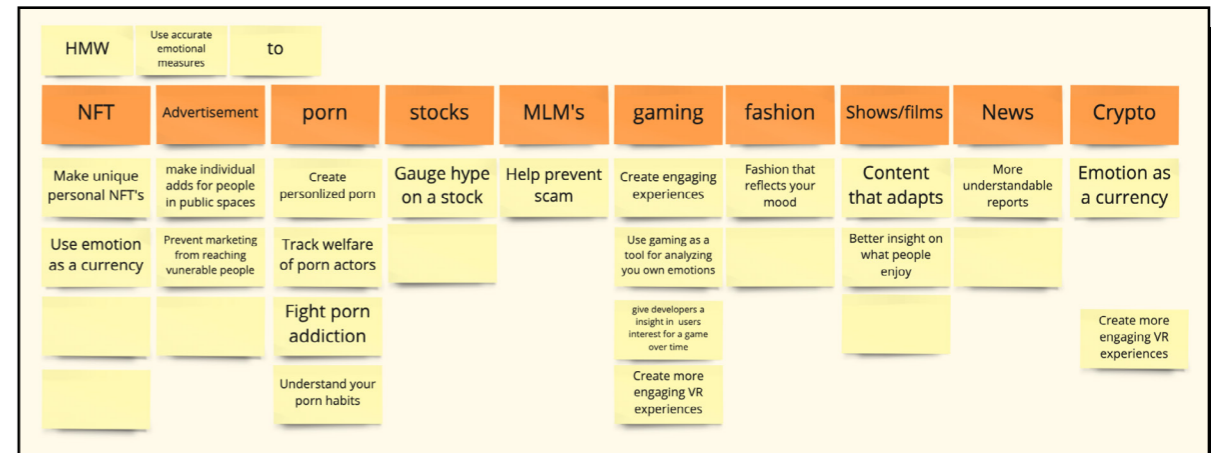 HMW
Use accurate
emotional
measures
to
NFT
Advertisement
porn
stocks
MLM's
gaming
fashion
Shows/films
News
Crypto
Make unique
personal NFT's
make individual
adds for people
in public spaces
Create
personlized porn
Gauge hype
on a stock
Help prevent
scam
Create engaging
experiences
Fashion that
reflects your
mood
Content
that adapts
More
understandable
reports
Emotion as
a currency
Use emotion
as a currency
Prevent marketing
from reaching
vunerable people
Track welfare
of porn actors
Use gaming as a
tool for analyzing
you own emotions
Better insight on
what people
enjoy
Fight porn
addiction
give developers a
insight in users
interest for a game
over time
Create more
engaging VR
experiences
Understand your
porn habits
Create more
engaging VR
experiences